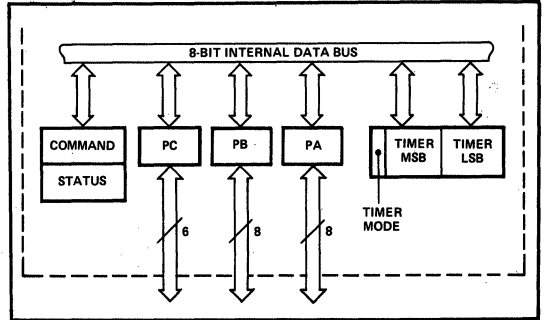 8-BIT INTERNAL DATA BUS
COMMAND
STATUS
PC
PB
PA
TIMER MSB
TIMER LSB
TIMER MODE
6
8
8